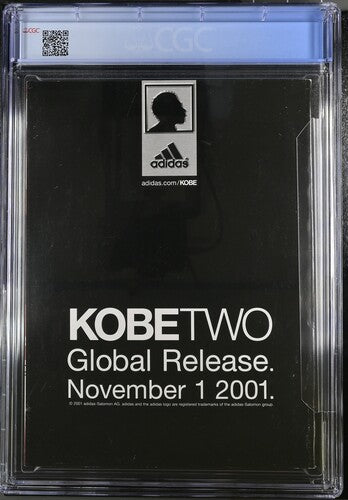 CGC
CGC
adidas
adidas.com/KOBE
KOBETWO
Global Release.
November 1 2001.
© 2001 adidas-Salomon AG. adidas and the adidas logo are registered trademarks of the adidas-Salomon group.